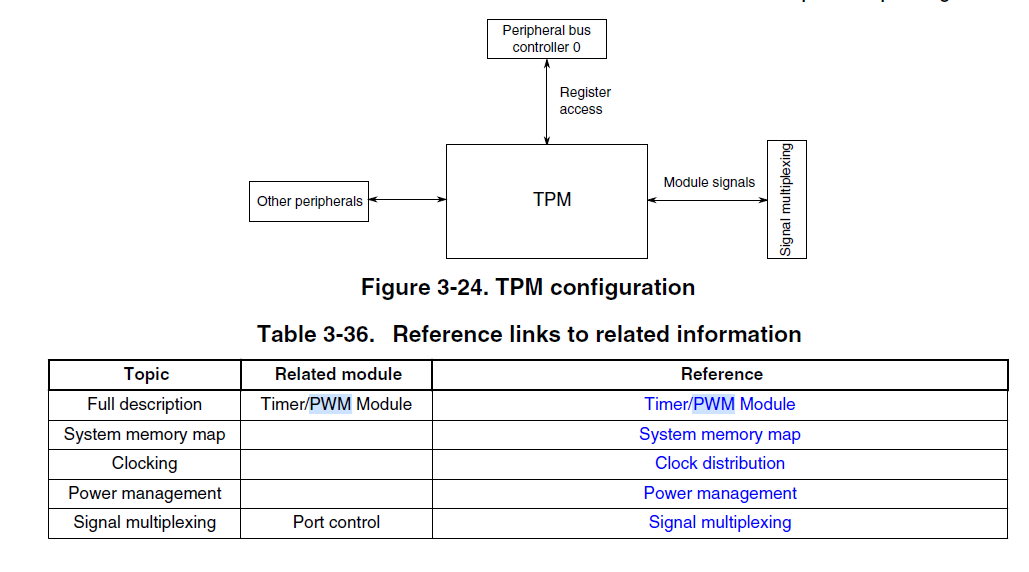 Peripheral bus
controller 0
Register
access
Other peripherals
TPM
Module signals
Signal multiplexing
Figure 3-24. TPM configuration
Table 3-36. Reference links to related information
Topic Related module Reference
Full description Timer/PWM Module Timer/PWM Module
System memory map System memory map
Clocking Clock distribution
Power management Power management
Signal multiplexing Port control Signal multiplexing